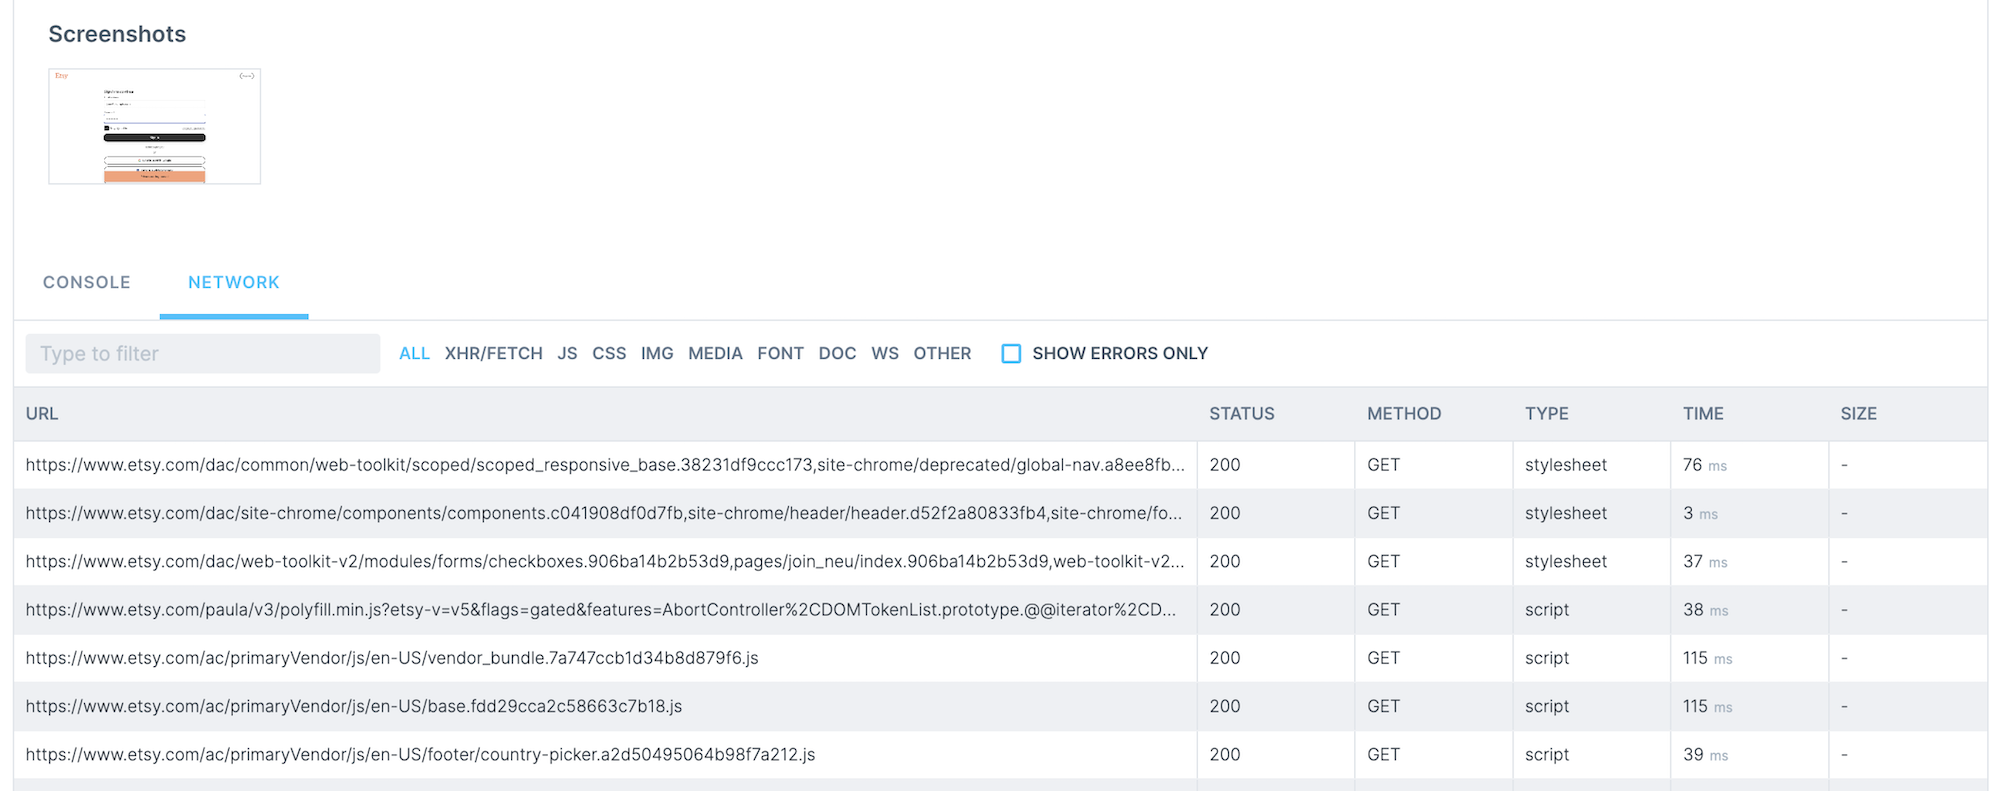 Screenshots
Etsy
CONSOLE NETWORK
Type to filter ALL XHR/FETCH JS CSS IMG MEDIA FONT DOC WS OTHER SHOW ERRORS ONLY
URL STATUS METHOD TYPE TIME SIZE
https://www.etsy.com/dac/common/web-toolkit/scoped/scoped_responsive_base.38231df9ccc173,site-chrome/deprecated/global-nav.a8ee8fb... 200 GET stylesheet 76 ms -
https://www.etsy.com/dac/site-chrome/components/components.c041908df0d7fb,site-chrome/header/header.d52f2a80833fb4,site-chrome/fo... 200 GET stylesheet 3 ms -
https://www.etsy.com/dac/web-toolkit-v2/modules/forms/checkboxes.906ba14b2b53d9,pages/join_neu/index.906ba14b2b53d9,web-toolkit-v2... 200 GET stylesheet 37 ms -
https://www.etsy.com/paula/v3/polyfill.min.js?etsy-v=v5&flags=gated&features=AbortController%2CDOMTokenList.prototype.@@iterator%2CD... 200 GET script 38 ms -
https://www.etsy.com/ac/primaryVendor/js/en-US/vendor_bundle.7a747ccb1d34b8d879f6.js 200 GET script 115 ms -
https://www.etsy.com/ac/primaryVendor/js/en-US/base.fdd29cca2c58663c7b18.js 200 GET script 115 ms -
https://www.etsy.com/ac/primaryVendor/js/en-US/footer/country-picker.a2d50495064b98f7a212.js 200 GET script 39 ms -